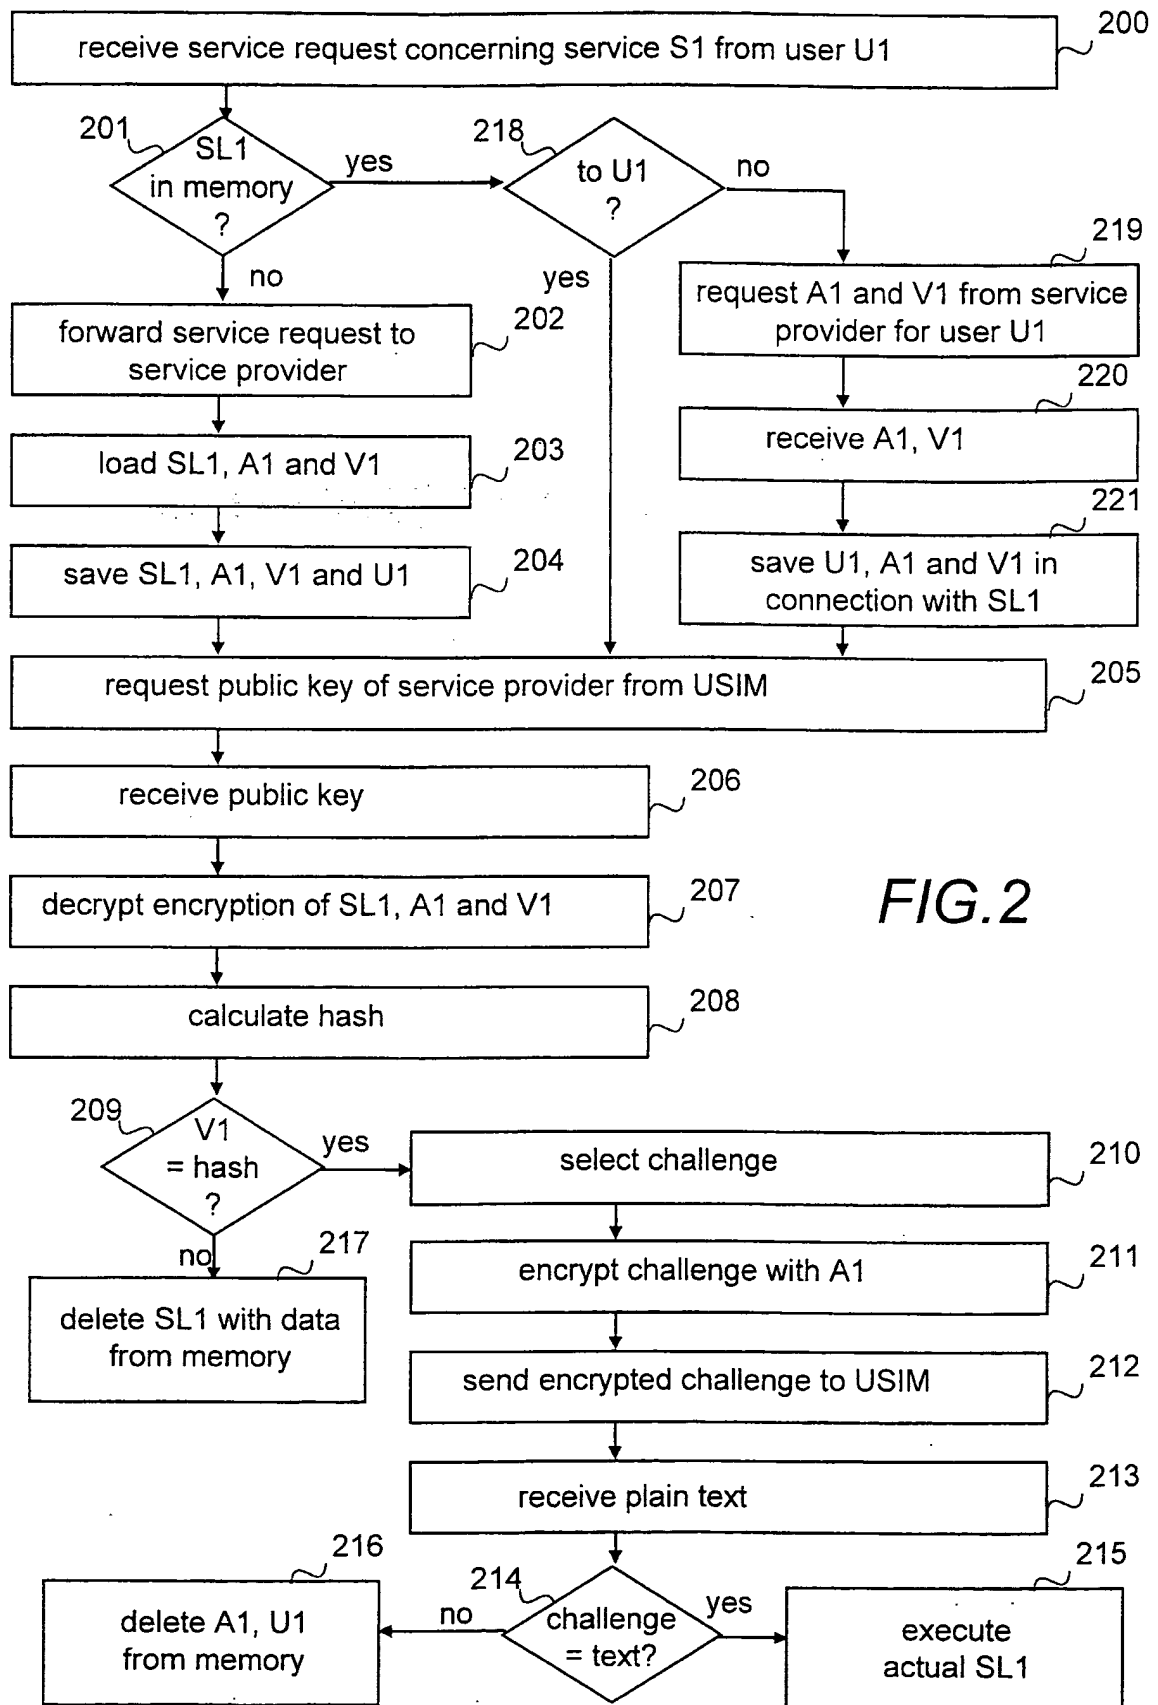 receive service request concerning service S1 from user U1
200
201
SL1
in memory
?
yes
no
218
to U1
?
no
yes
219
request A1 and V1 from service
provider for user U1
forward service request to
service provider
202
220
receive A1, V1
load SL1, A1 and V1
203
221
save U1, A1 and V1 in
connection with SL1
save SL1, A1, V1 and U1
204
request public key of service provider from USIM
205
receive public key
206
decrypt encryption of SL1, A1 and V1
207
FIG.2
calculate hash
208
209
V1
= hash
?
yes
no
select challenge
210
217
delete SL1 with data
from memory
encrypt challenge with A1
211
send encrypted challenge to USIM
212
receive plain text
213
216
delete A1, U1
from memory
no
214
challenge
= text?
yes
215
execute
actual SL1